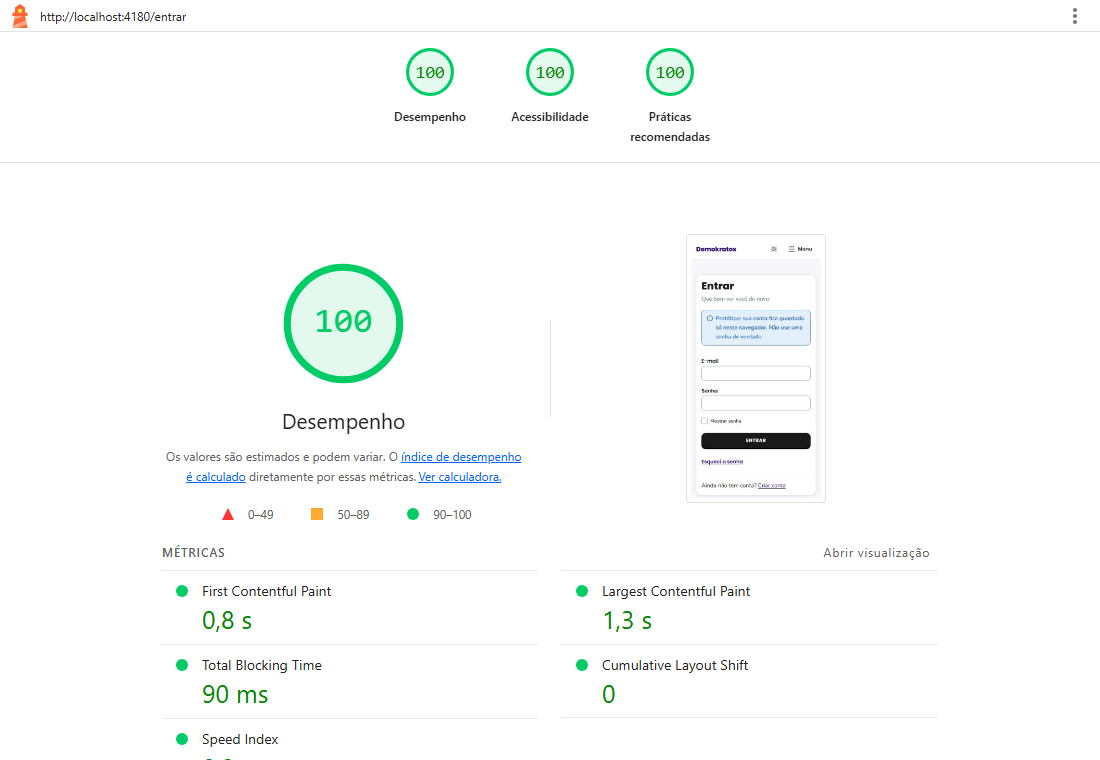 http://localhost:4180/entrar
100
100
100
Desempenho
Acessibilidade
Práticas
recomendadas
100
Desempenho
Os valores são estimados e podem variar. O índice de desempenho
é calculado diretamente por essas métricas. Ver calculadora.
0–49
50–89
90–100
Demokratos
Menu
Entrar
Que bom ver você de novo.
Protótipo: sua conta fica guardada
só neste navegador. Não use uma
senha de verdade.
E-mail
Senha
Mostrar senha
ENTRAR
Esqueci a senha
Ainda não tem conta? Criar conta
MÉTRICAS
Abrir visualização
First Contentful Paint
0,8 s
Largest Contentful Paint
1,3 s
Total Blocking Time
90 ms
Cumulative Layout Shift
0
Speed Index